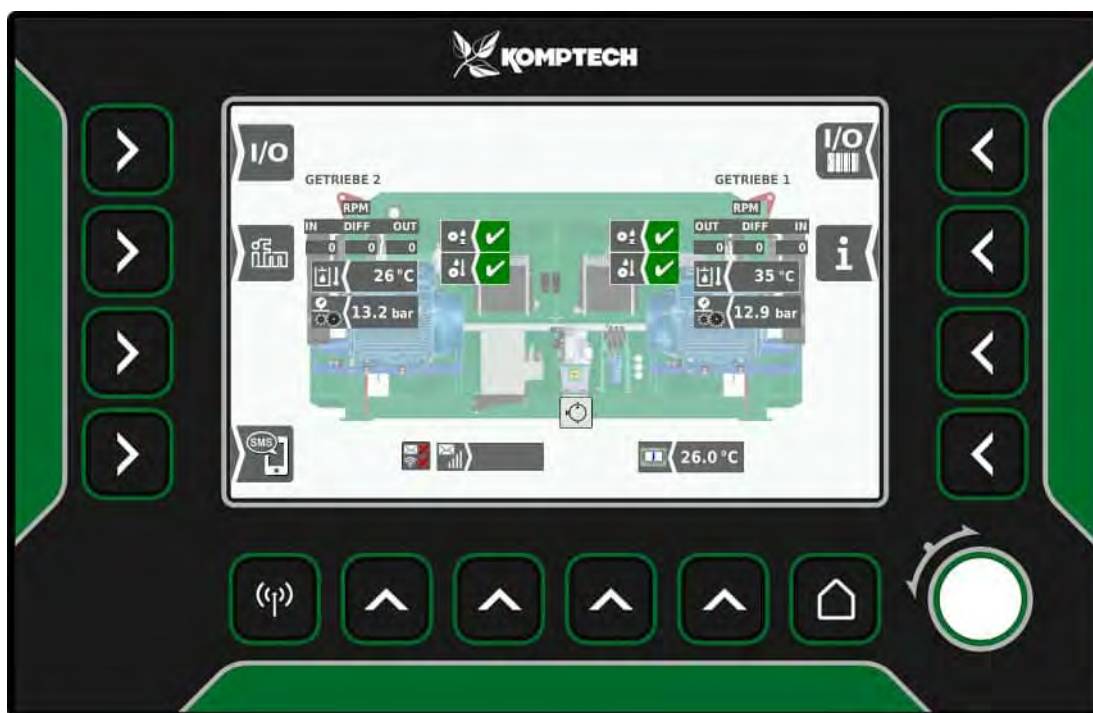 KOMPTECH
I/O
I/O
GETRIEBE 2
GETRIEBE 1
RPM
RPM
IN DIFF OUT
OUT DIFF IN
0 0 0
0 0 0
ifm
i
26 °C
35 °C
13.2 bar
12.9 bar
SMS
26.0 °C